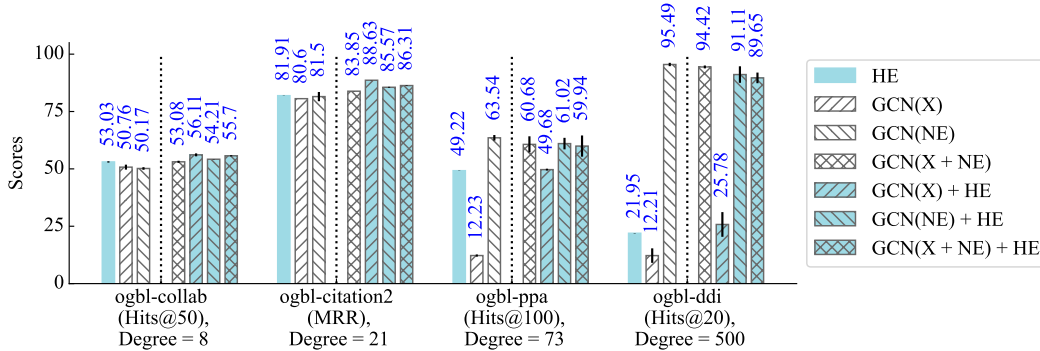 Scores
100
75
50
25
0
53.03
50.76
50.17
53.08
56.11
54.21
55.7
81.91
80.6
81.5
83.85
88.63
85.57
86.31
49.22
12.23
63.54
60.68
49.68
61.02
59.94
21.95
12.21
95.49
94.42
25.78
91.11
89.65
ogbl-collab
(Hits@50),
Degree = 8
ogbl-citation2
(MRR),
Degree = 21
ogbl-ppa
(Hits@100),
Degree = 73
ogbl-ddi
(Hits@20),
Degree = 500
HE
GCN(X)
GCN(NE)
GCN(X + NE)
GCN(X) + HE
GCN(NE) + HE
GCN(X + NE) + HE